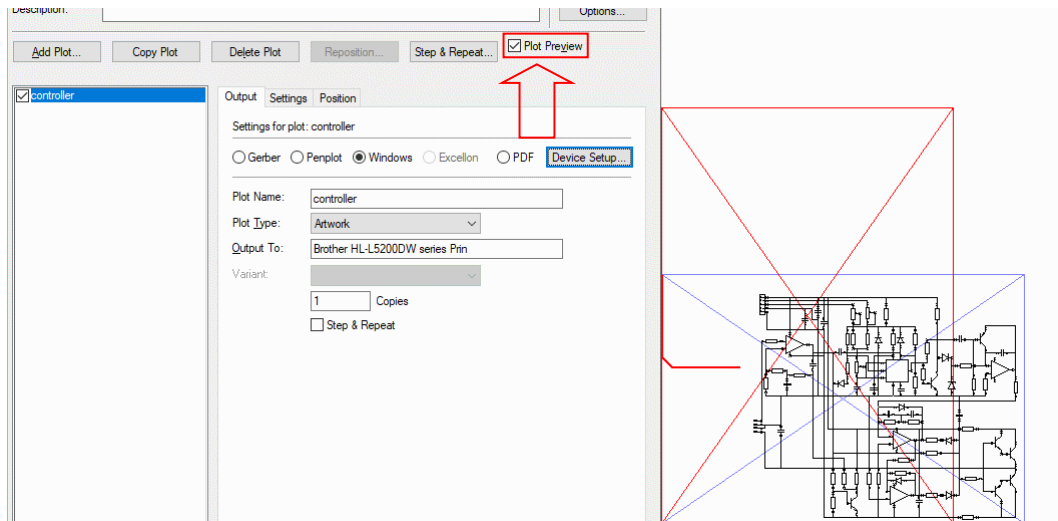 Description:
Options...
Add Plot...
Copy Plot
Delete Plot
Reposition...
Step & Repeat...
Plot Preview
controller
Output
Settings
Position
Settings for plot: controller
Gerber
Penplot
Windows
Excellon
PDF
Device Setup...
Plot Name:
controller
Plot Type:
Artwork
Output To:
Brother HL-L5200DW series Prin
Variant:
1
Copies
Step & Repeat